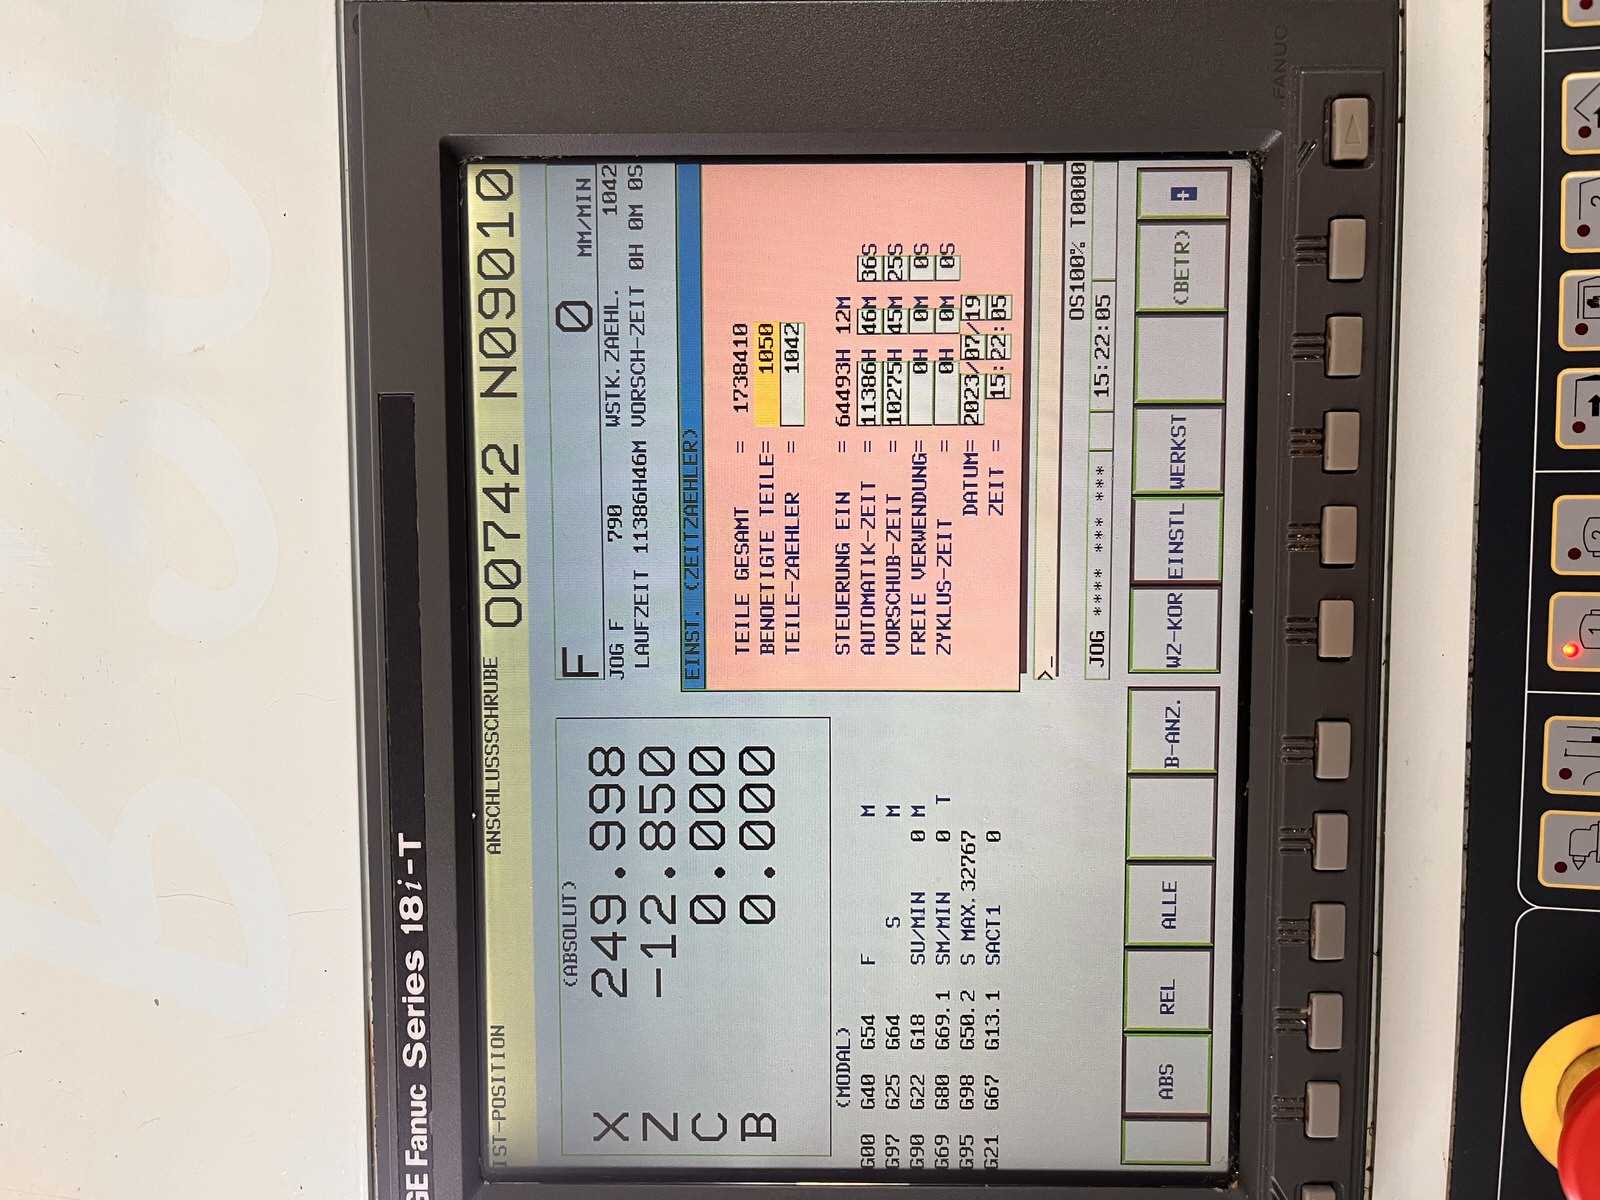 GE Fanuc Series 18i-T
IST-POSITION ANSCHLUSSSCHRUBE O0742 N09010
(ABSOLUT)
X 249.998
Z -12.850
C 0.000
B 0.000
F 0 MM/MIN
JOG F 790 WSTK.ZAEHL. 1042
LAUFZEIT 11386H46M VORSCH-ZEIT 0H 0M 0S
EINST. (ZEITZAEHLER)
TEILE GESAMT = 1738410
BENOETIGTE TEILE= 1050
TEILE-ZAEHLER = 1042
STEUERUNG EIN = 64493H 12M
AUTOMATIK-ZEIT = 11386H 46M 36S
VORSCHUB-ZEIT = 10275H 45M 25S
FREIE VERWENDUNG= 0H 0M 0S
ZYKLUS-ZEIT = 0H 0M 0S
DATUM= 2023/07/19
ZEIT = 15:22:05
(MODAL)
G00 G40 G54 F M
G97 G25 G64 S M
G90 G22 G18 SU/MIN 0 M
G69 G80 G69.1 SM/MIN 0 T
G95 G98 G50.2 S MAX.32767
G21 G67 G13.1 SACT1 0
>_
OS100% T0000
JOG **** *** *** 15:22:05
ABS REL ALLE B-ANZ. WZ-KOR EINSTL WERKST (BETR) +
FANUC
1 2 2